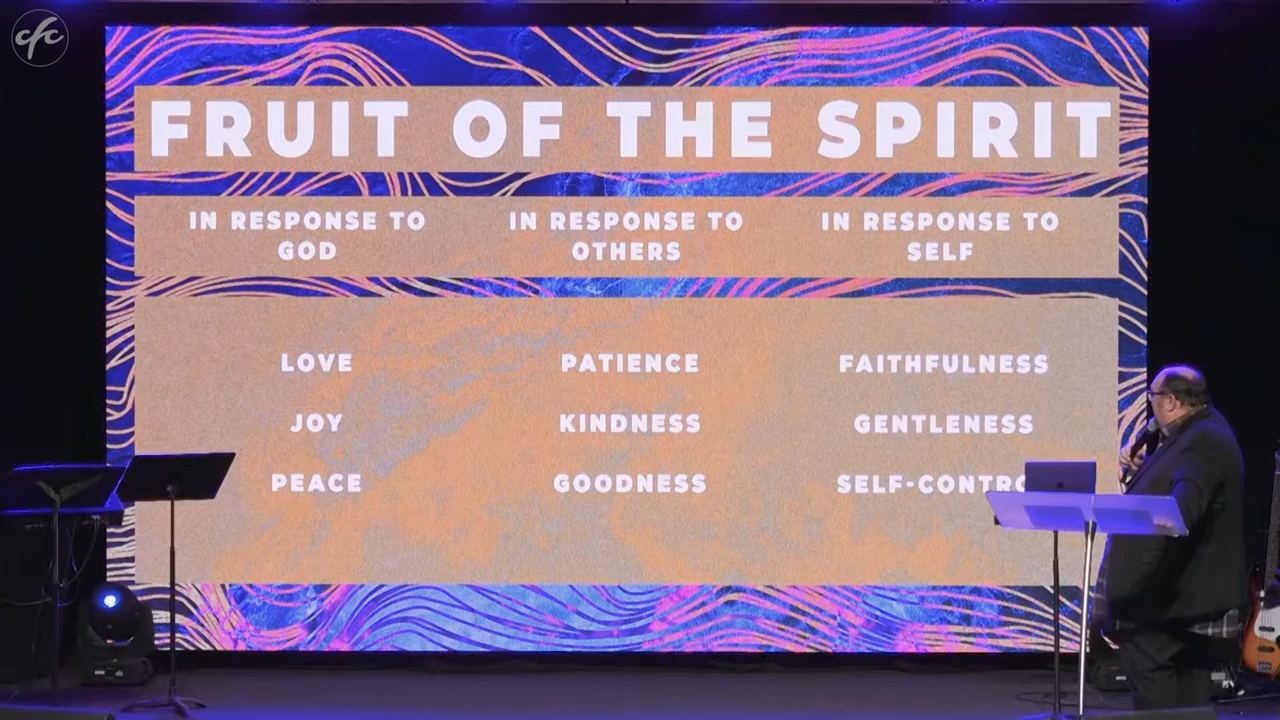 cfc
FRUIT OF THE SPIRIT
IN RESPONSE TO
GOD
IN RESPONSE TO
OTHERS
IN RESPONSE TO
SELF
LOVE
PATIENCE
FAITHFULNESS
JOY
KINDNESS
GENTLENESS
PEACE
GOODNESS
SELF-CONTRO